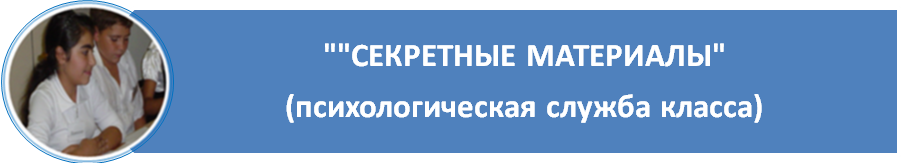 ""СЕКРЕТНЫЕ МАТЕРИАЛЫ"
(психологическая служба класса)